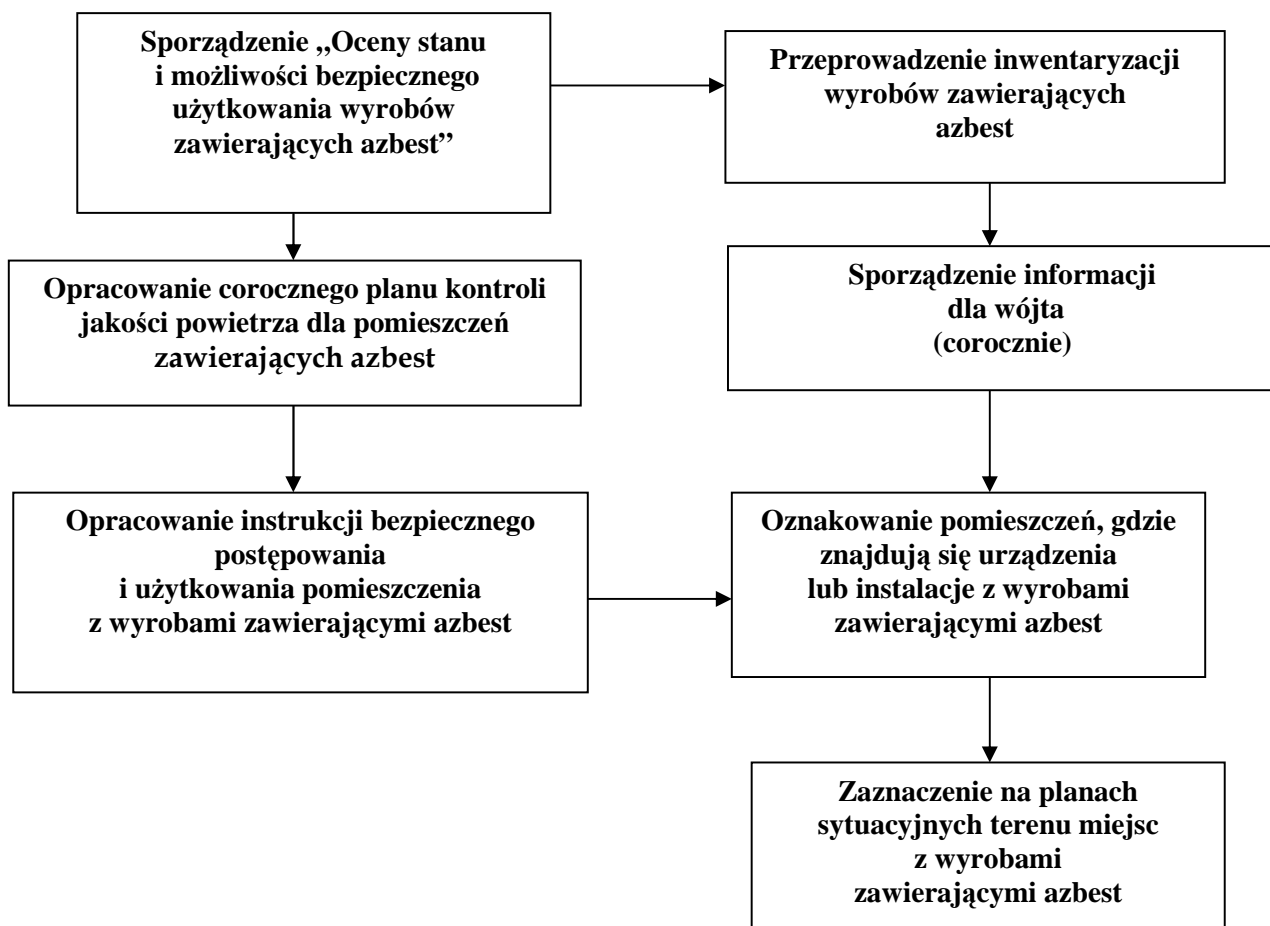 Sporządzenie „Oceny stanu
i możliwości bezpiecznego
użytkowania wyrobów
zawierających azbest”
Przeprowadzenie inwentaryzacji
wyrobów zawierających
azbest
Opracowanie corocznego planu kontroli
jakości powietrza dla pomieszczeń
zawierających azbest
Sporządzenie informacji
dla wójta
(corocznie)
Opracowanie instrukcji bezpiecznego
postępowania
i użytkowania pomieszczenia
z wyrobami zawierającymi azbest
Oznakowanie pomieszczeń, gdzie
znajdują się urządzenia
lub instalacje z wyrobami
zawierającymi azbest
Zaznaczenie na planach
sytuacyjnych terenu miejsc
z wyrobami
zawierającymi azbest